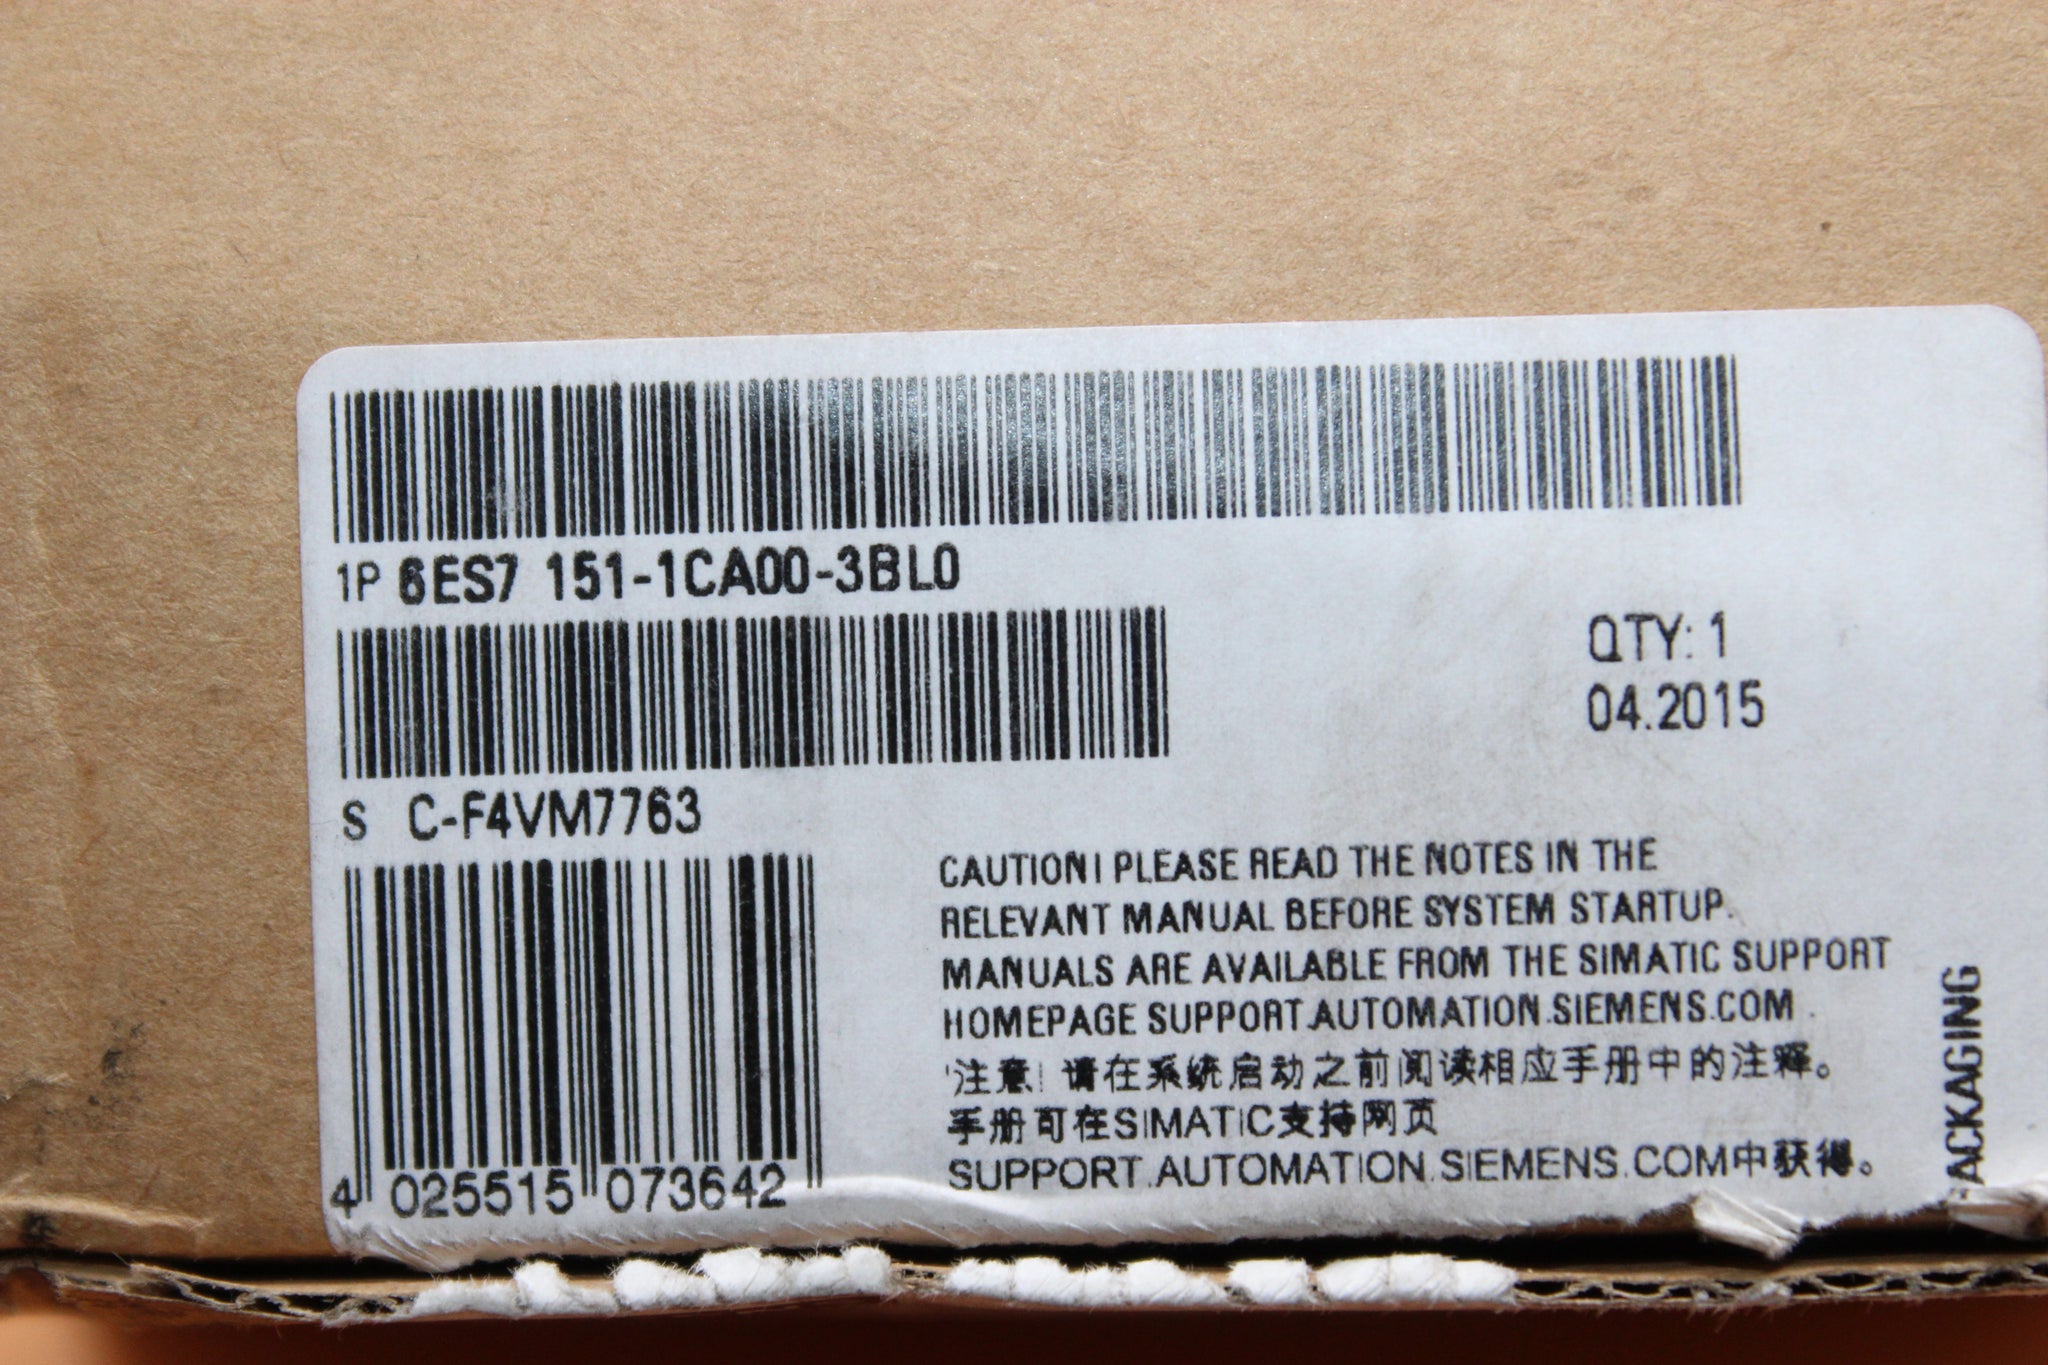 1P 6ES7 151-1CA00-3BL0
QTY: 1
04.2015
S C-F4VM7763
4 025515 073642
CAUTION! PLEASE READ THE NOTES IN THE
RELEVANT MANUAL BEFORE SYSTEM STARTUP.
MANUALS ARE AVAILABLE FROM THE SIMATIC SUPPORT
HOMEPAGE SUPPORT.AUTOMATION.SIEMENS.COM.
注意! 请在系统启动之前阅读相应手册中的注释。
手册可在SIMATIC支持网页
SUPPORT.AUTOMATION.SIEMENS.COM中获得。
PACKAGING